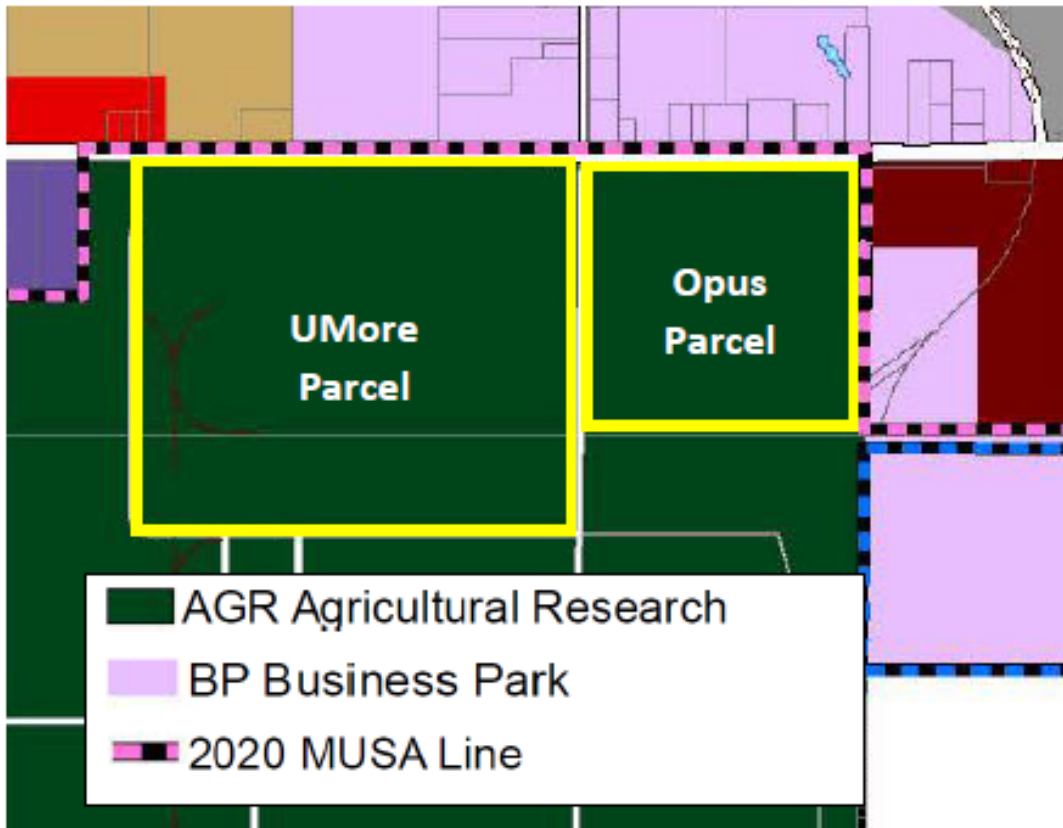 UMore
Parcel
Opus
Parcel
AGR Agricultural Research
BP Business Park
2020 MUSA Line